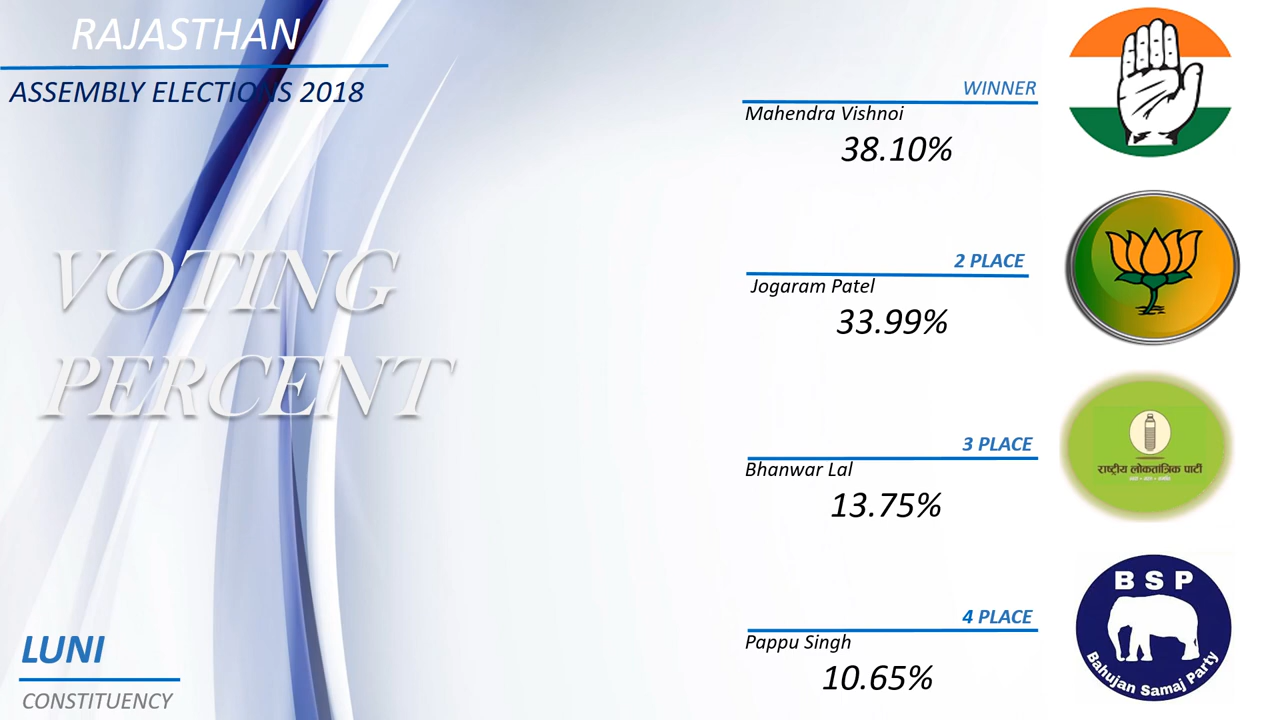 RAJASTHAN
ASSEMBLY ELECTIONS 2018
VOTING
PERCENT
LUNI
CONSTITUENCY
WINNER
Mahendra Vishnoi
38.10%
2 PLACE
Jogaram Patel
33.99%
3 PLACE
Bhanwar Lal
13.75%
राष्ट्रीय लोकतांत्रिक पार्टी
4 PLACE
Pappu Singh
10.65%
BSP
Bahujan Samaj Party